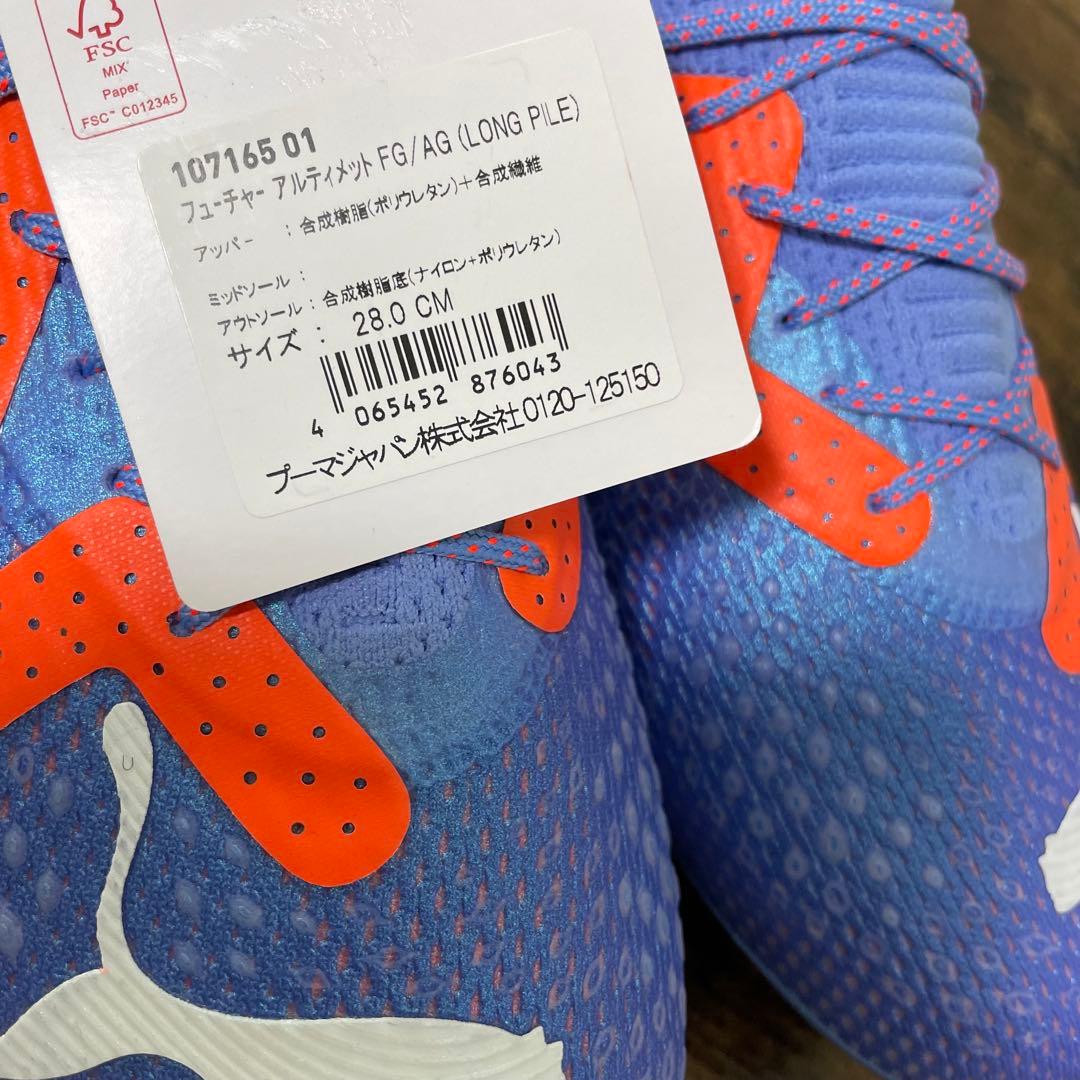 FSC
MIX
Paper
FSC™ C012345
107165 01
フューチャー アルティメット FG/AG (LONG PILE)
アッパー : 合成樹脂(ポリウレタン)+合成繊維
ミッドソール :
アウトソール : 合成樹脂底(ナイロン+ポリウレタン)
サイズ : 28.0 CM
4 065452 876043
プーマジャパン株式会社 0120-125150